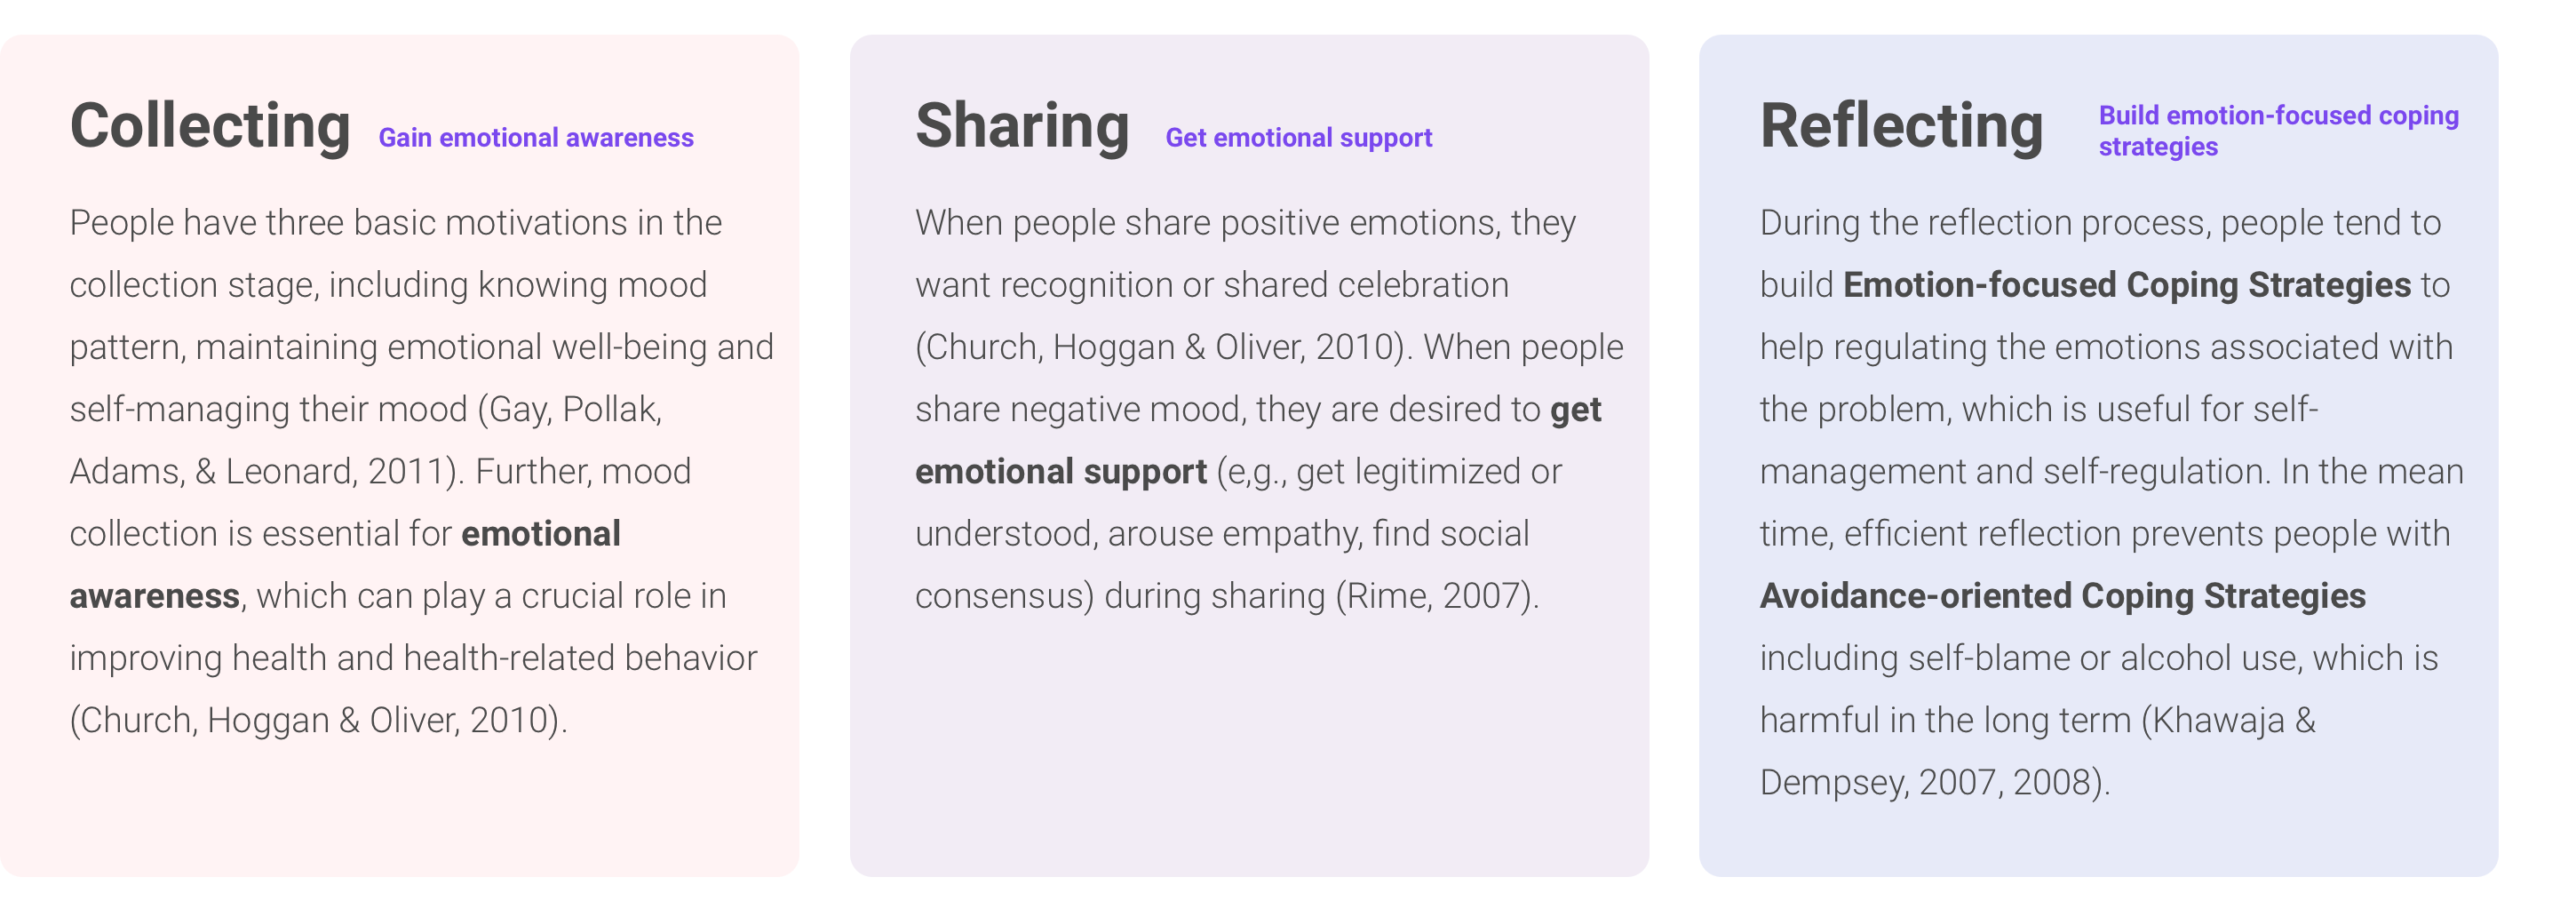 Collecting Gain emotional awareness
People have three basic motivations in the
collection stage, including knowing mood
pattern, maintaining emotional well-being and
self-managing their mood (Gay, Pollak,
Adams, & Leonard, 2011). Further, mood
collection is essential for emotional
awareness, which can play a crucial role in
improving health and health-related behavior
(Church, Hoggan & Oliver, 2010).
Sharing Get emotional support
When people share positive emotions, they
want recognition or shared celebration
(Church, Hoggan & Oliver, 2010). When people
share negative mood, they are desired to get
emotional support (e,g., get legitimized or
understood, arouse empathy, find social
consensus) during sharing (Rime, 2007).
Reflecting Build emotion-focused coping
strategies
During the reflection process, people tend to
build Emotion-focused Coping Strategies to
help regulating the emotions associated with
the problem, which is useful for self-
management and self-regulation. In the mean
time, efficient reflection prevents people with
Avoidance-oriented Coping Strategies
including self-blame or alcohol use, which is
harmful in the long term (Khawaja &
Dempsey, 2007, 2008).